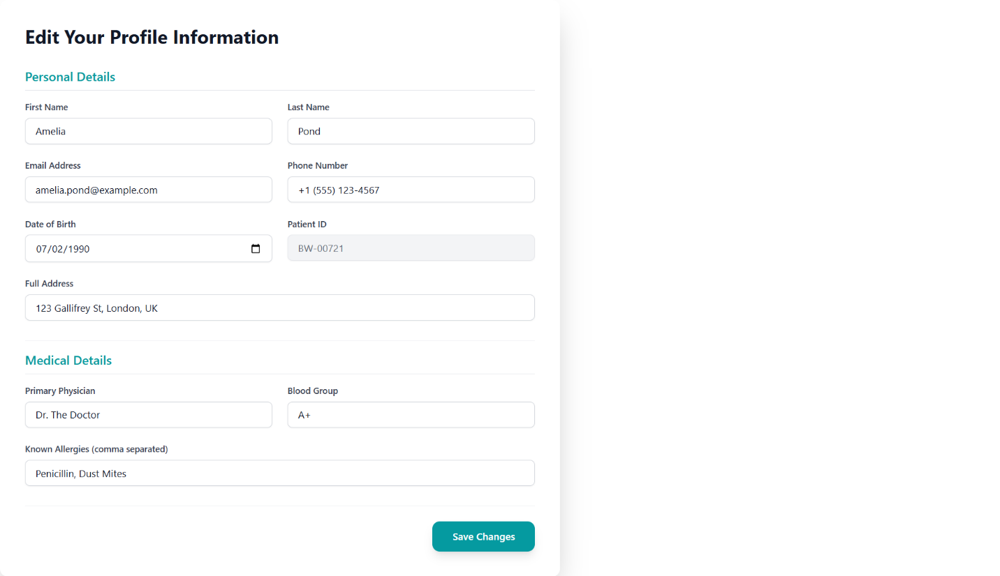 Edit Your Profile Information
Personal Details
First Name
Last Name
Amelia
Pond
Email Address
Phone Number
amelia.pond@example.com
+1 (555) 123-4567
Date of Birth
Patient ID
07/02/1990
BW-00721
Full Address
123 Gallifrey St, London, UK
Medical Details
Primary Physician
Blood Group
Dr. The Doctor
A+
Known Allergies (comma separated)
Penicillin, Dust Mites
Save Changes